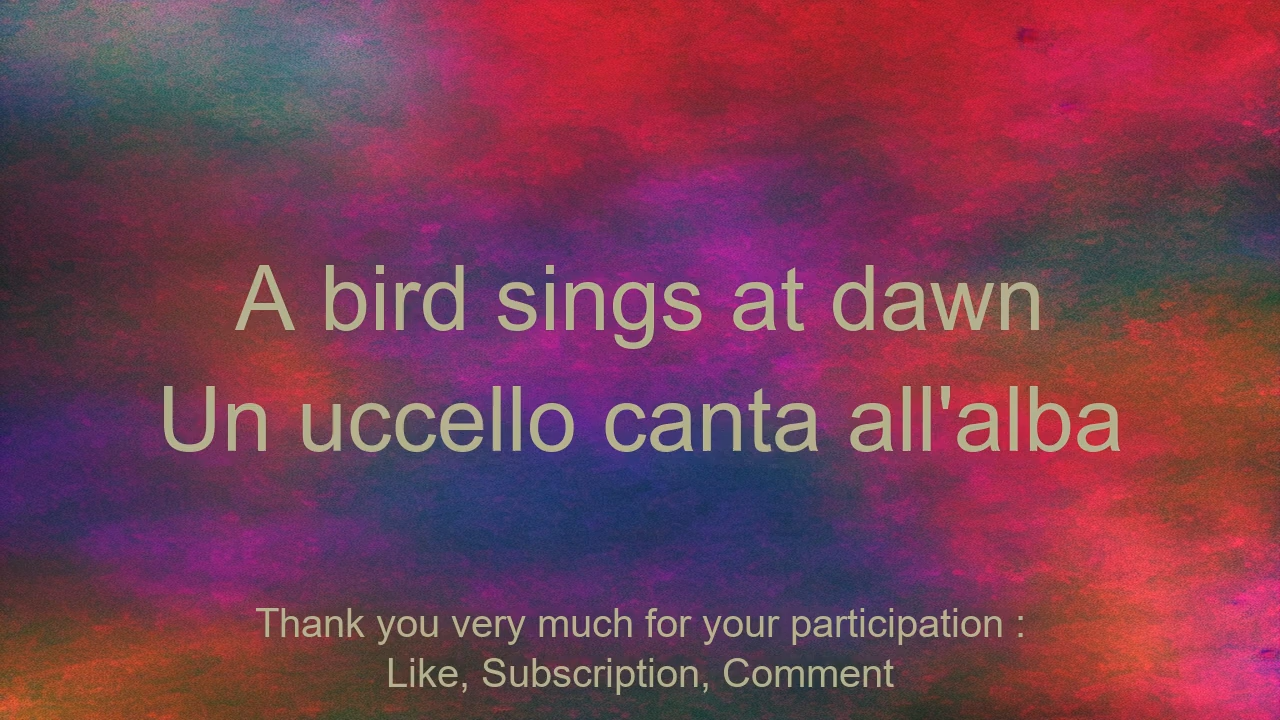 A bird sings at dawn
Un uccello canta all'alba
Thank you very much for your participation :
Like, Subscription, Comment